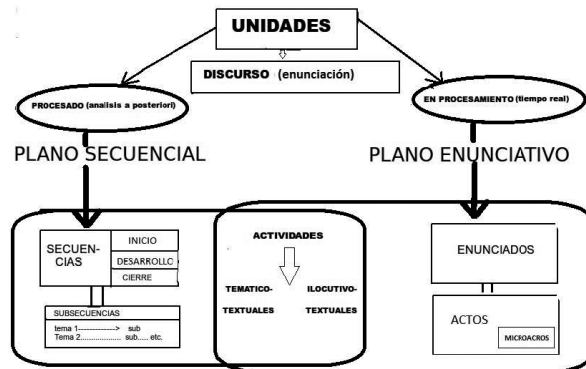 UNIDADES
DISCURSO (enunciación)
PROCESADO (analisis a posteriori)
EN PROCESAMIENTO (tiempo real)
PLANO SECUENCIAL
PLANO ENUNCIATIVO
SECUEN-
CIAS
INICIO
DESARROLLO
CIERRE
SUBSECUENCIAS
tema 1-------------> sub
Tema 2.................... sub..... etc.
ACTIVIDADES
TEMATICO-
TEXTUALES
ILOCUTIVO-
TEXTUALES
ENUNCIADOS
ACTOS
MICROACROS